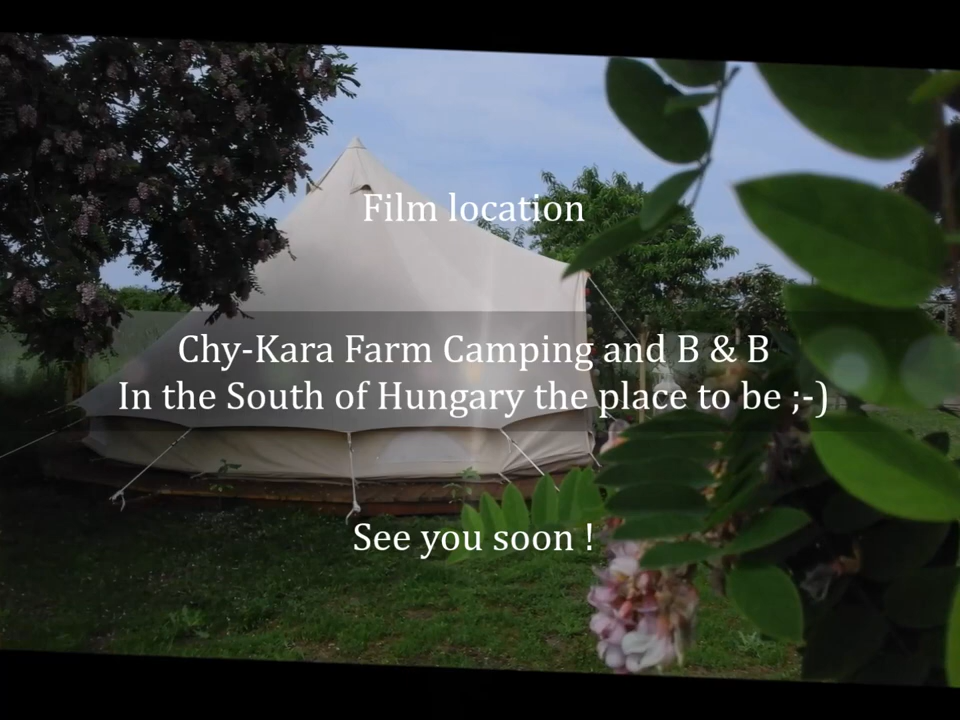 Film location
Chy-Kara Farm Camping and B & B
In the South of Hungary the place to be ;-)
See you soon !